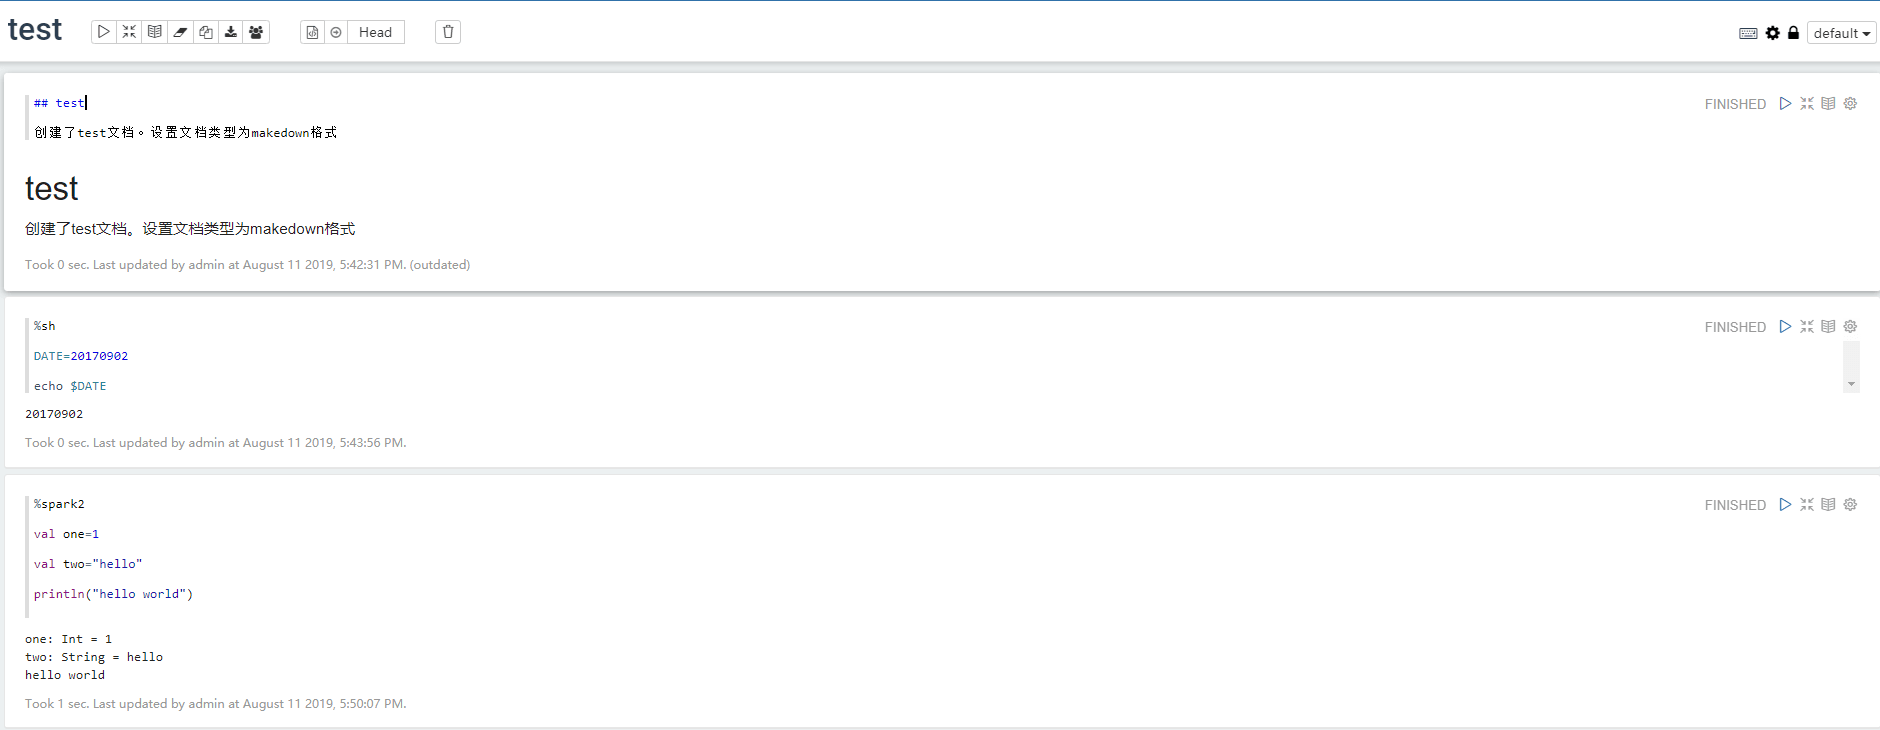 test
Head
default
## test
FINISHED
创建了test文档。设置文档类型为makedown格式
test
创建了test文档。设置文档类型为makedown格式
Took 0 sec. Last updated by admin at August 11 2019, 5:42:31 PM. (outdated)
%sh
FINISHED
DATE=20170902
echo $DATE
20170902
Took 0 sec. Last updated by admin at August 11 2019, 5:43:56 PM.
%spark2
FINISHED
val one=1
val two="hello"
println("hello world")
one: Int = 1
two: String = hello
hello world
Took 1 sec. Last updated by admin at August 11 2019, 5:50:07 PM.